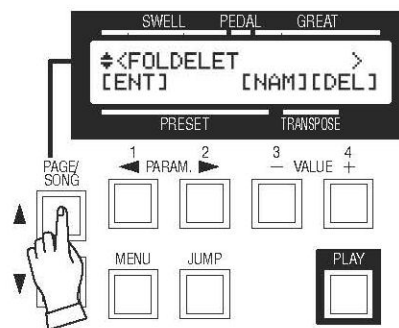 SWELL PEDAL GREAT
<FOLDELET >
[ENT] [NAM][DEL]
PRESET TRANSPOSE
1 2 3 4
PAGE/ ◀ PARAM. ▶ − VALUE +
SONG
MENU JUMP PLAY